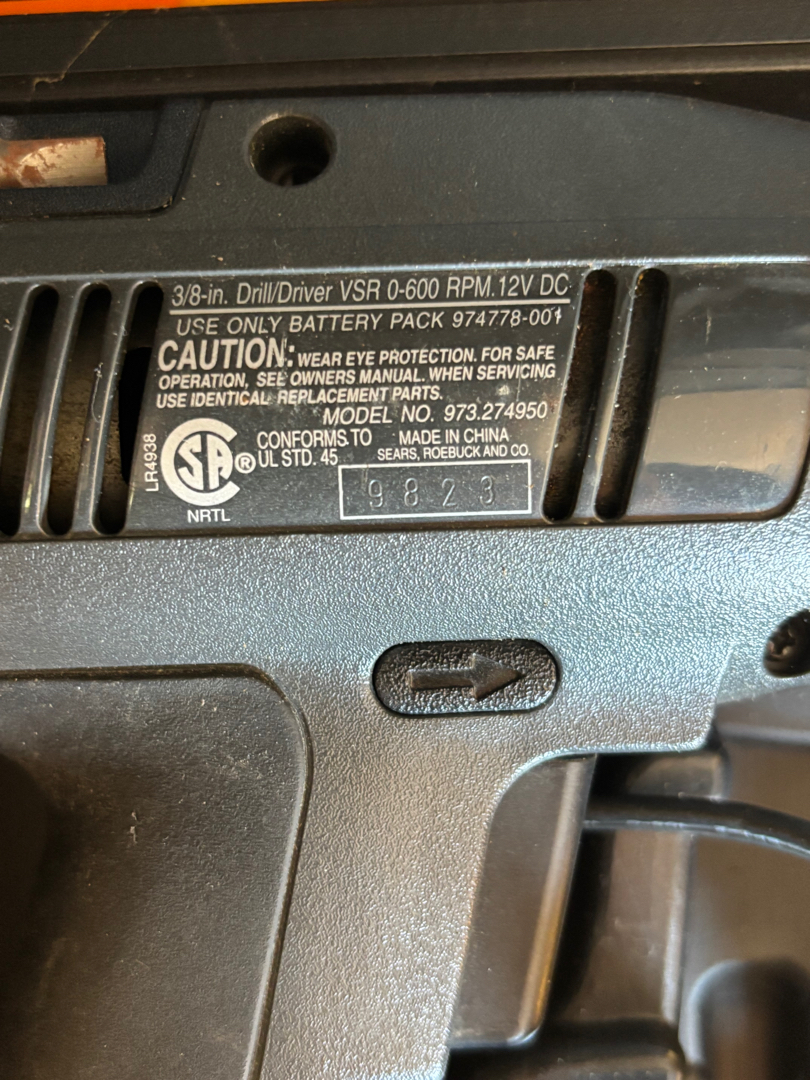 3/8-in. Drill/Driver VSR 0-600 RPM.12V DC
USE ONLY BATTERY PACK 974778-001
CAUTION: WEAR EYE PROTECTION. FOR SAFE
OPERATION, SEE OWNERS MANUAL. WHEN SERVICING
USE IDENTICAL REPLACEMENT PARTS.
MODEL NO. 973.274950
LR4938
SA ®
NRTL
CONFORMS TO
UL STD. 45
MADE IN CHINA
SEARS, ROEBUCK AND CO.
9823